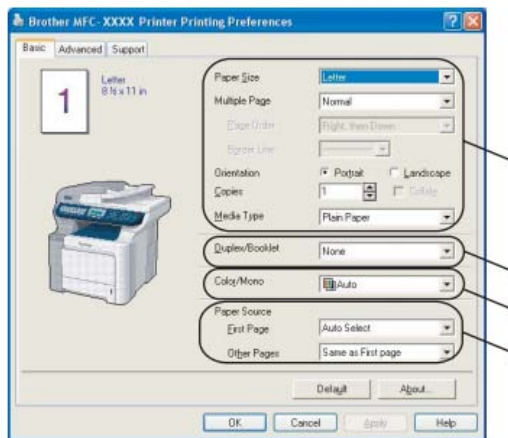 Brother MFC- XXXX Printer Printing Preferences
Basic Advanced Support
1
Letter
8 ½ x 11 in
Paper Size Letter
Multiple Page Normal
Page Order Right, then Down
Border Line
Orientation Portrait Landscape
Copies 1 Collate
Media Type Plain Paper
Duplex/Booklet None
Color/Mono Auto
Paper Source
First Page Auto Select
Other Pages Same as First page
Default About...
OK Cancel Apply Help